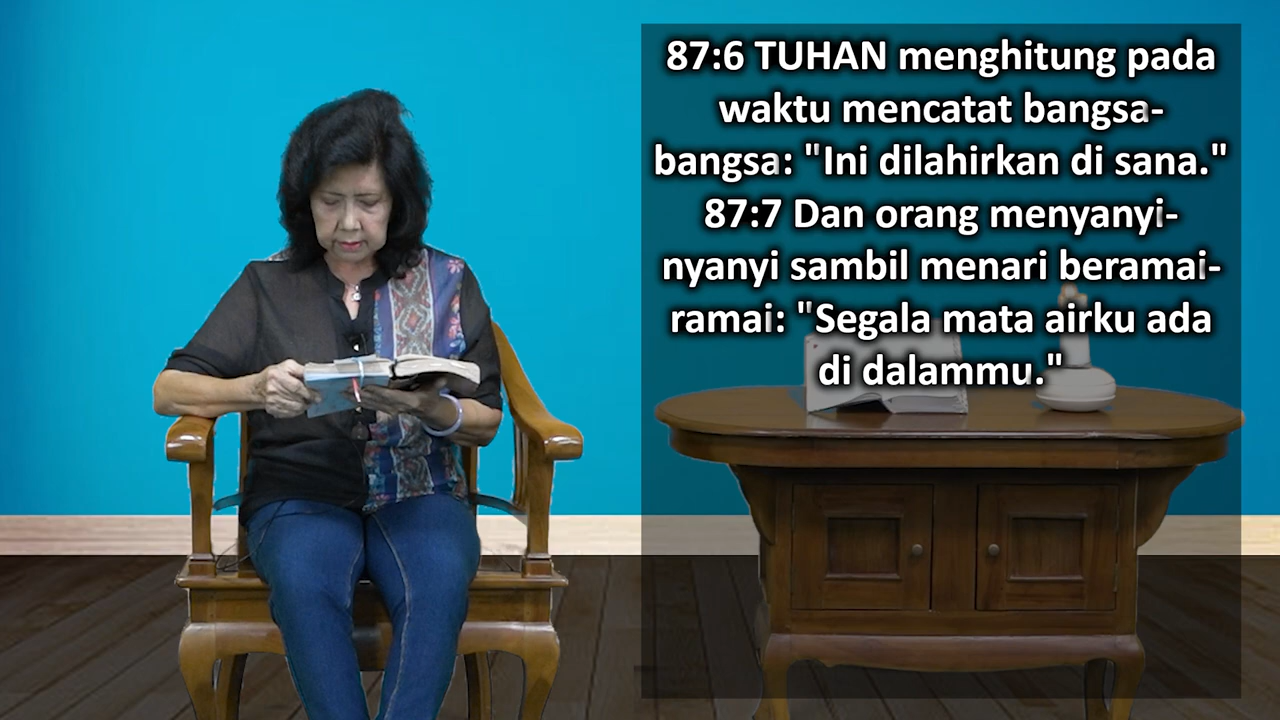 87:6 TUHAN menghitung pada
waktu mencatat bangsa-
bangsa: "Ini dilahirkan di sana."
87:7 Dan orang menyanyi-
nyanyi sambil menari beramai-
ramai: "Segala mata airku ada
di dalammu."